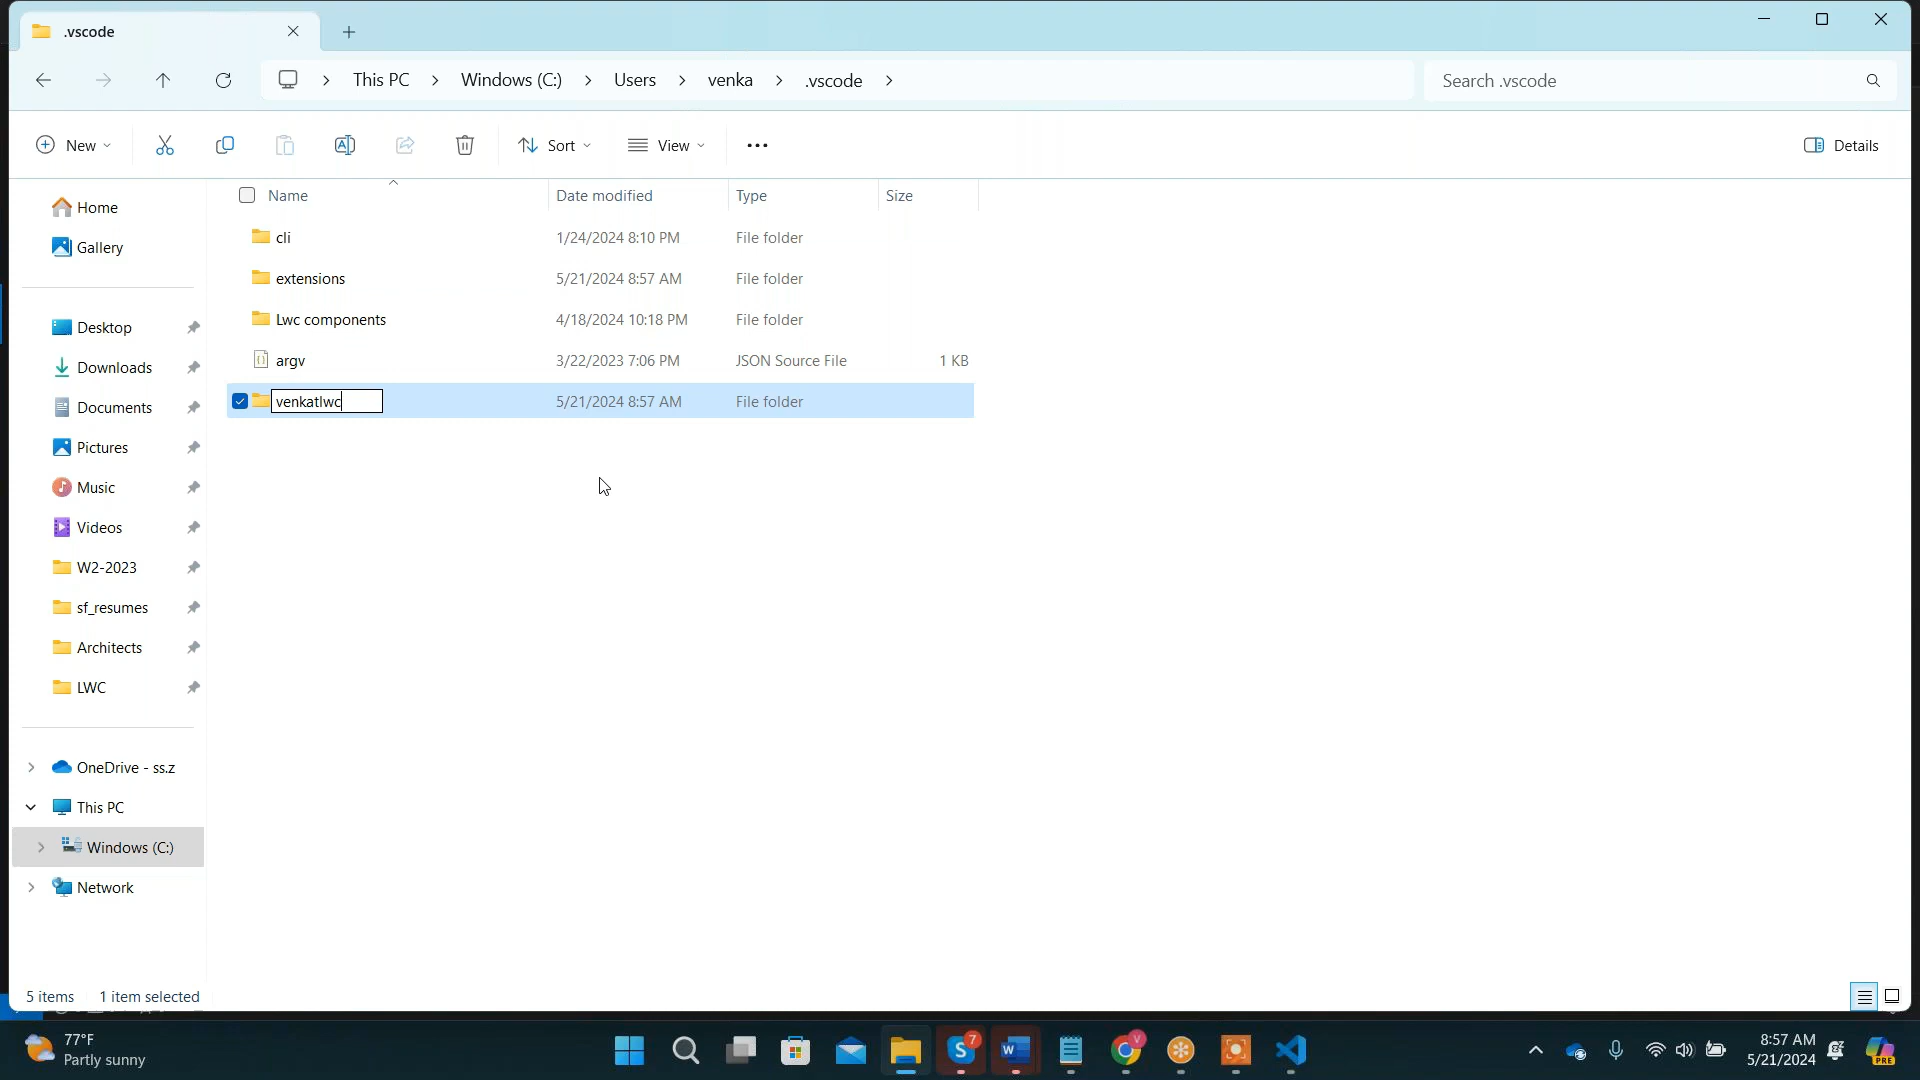 .vscode
This PC > Windows (C:) > Users > venka > .vscode >
Search .vscode
New
Sort
View
Details
Name Date modified Type Size
cli 1/24/2024 8:10 PM File folder
extensions 5/21/2024 8:57 AM File folder
Lwc components 4/18/2024 10:18 PM File folder
argv 3/22/2023 7:06 PM JSON Source File 1 KB
venkatlwc 5/21/2024 8:57 AM File folder
Home
Gallery
Desktop
Downloads
Documents
Pictures
Music
Videos
W2-2023
sf_resumes
Architects
LWC
OneDrive - ss.z
This PC
Windows (C:)
Network
5 items 1 item selected
77°F
Partly sunny
7
W
V
8:57 AM
5/21/2024
PRE